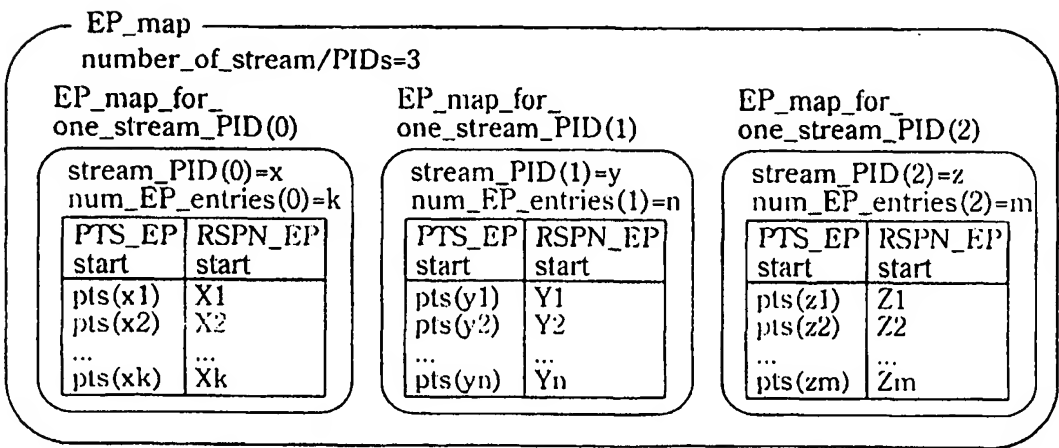 EP_map
number_of_stream/PIDs=3
EP_map_for_
one_stream_PID(0)
stream_PID(0)=x
num_EP_entries(0)=k
PTS_EP RSPN_EP
start start
pts(x1) X1
pts(x2) X2
... ...
pts(xk) Xk
EP_map_for_
one_stream_PID(1)
stream_PID(1)=y
num_EP_entries(1)=n
PTS_EP RSPN_EP
start start
pts(y1) Y1
pts(y2) Y2
... ...
pts(yn) Yn
EP_map_for_
one_stream_PID(2)
stream_PID(2)=z
num_EP_entries(2)=m
PTS_EP RSPN_EP
start start
pts(z1) Z1
pts(z2) Z2
... ...
pts(zm) Zm